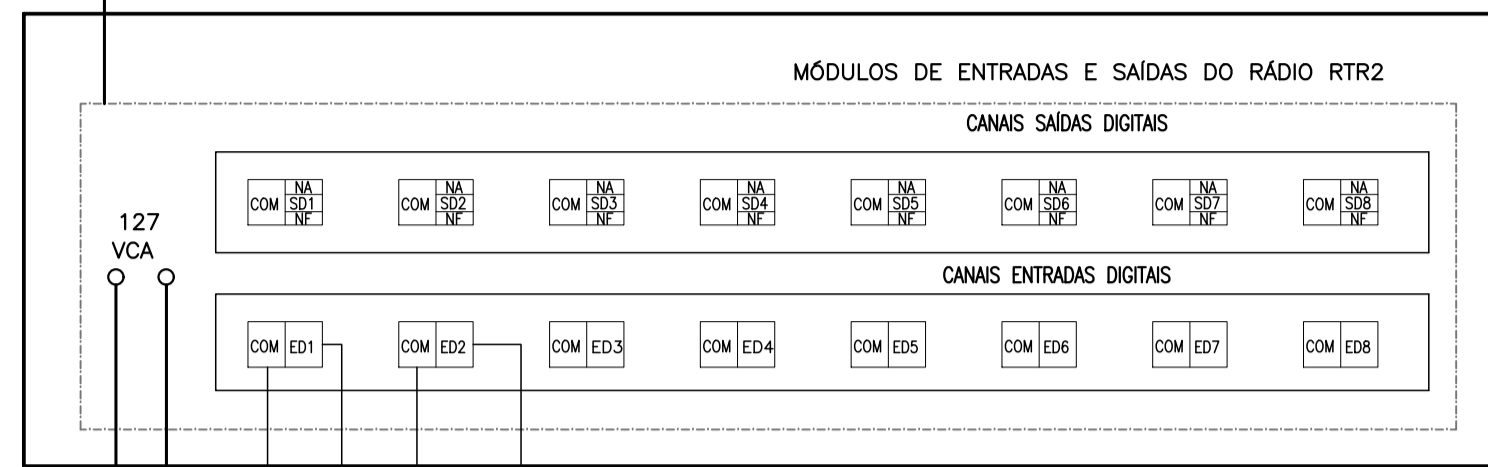 MÓDULOS DE ENTRADAS E SAÍDAS DO RÁDIO RTR2
CANAIS SAÍDAS DIGITAIS
COM NA SD1 NF
COM NA SD2 NF
COM NA SD3 NF
COM NA SD4 NF
COM NA SD5 NF
COM NA SD6 NF
COM NA SD7 NF
COM NA SD8 NF
127
VCA
CANAIS ENTRADAS DIGITAIS
COM ED1
COM ED2
COM ED3
COM ED4
COM ED5
COM ED6
COM ED7
COM ED8